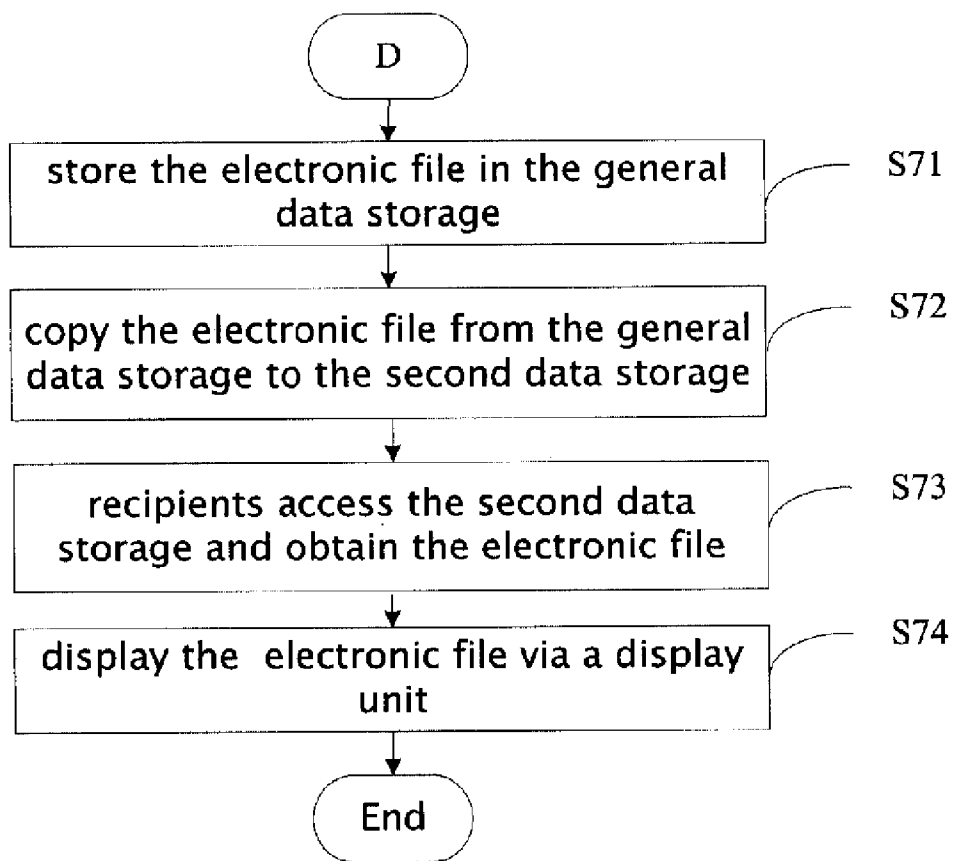 D
store the electronic file in the general
data storage
S71
copy the electronic file from the general
data storage to the second data storage
S72
recipients access the second data
storage and obtain the electronic file
S73
display the electronic file via a display
unit
S74
End